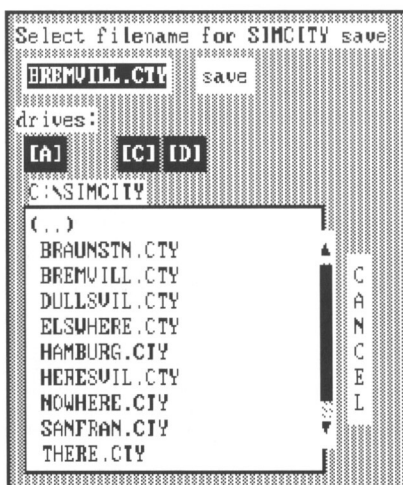 Select filename for SIMCITY save
BREMVILL.CTY save
drives:
[A] [C] [D]
C:\SIMCITY
(..)
BRAUNSTN.CTY
BREMVILL.CTY
DULLSVIL.CTY
ELSWHERE.CTY
HAMBURG.CTY
HERESVIL.CTY
NOWHERE.CTY
SANFRAN.CTY
THERE.CTY
CANCEL